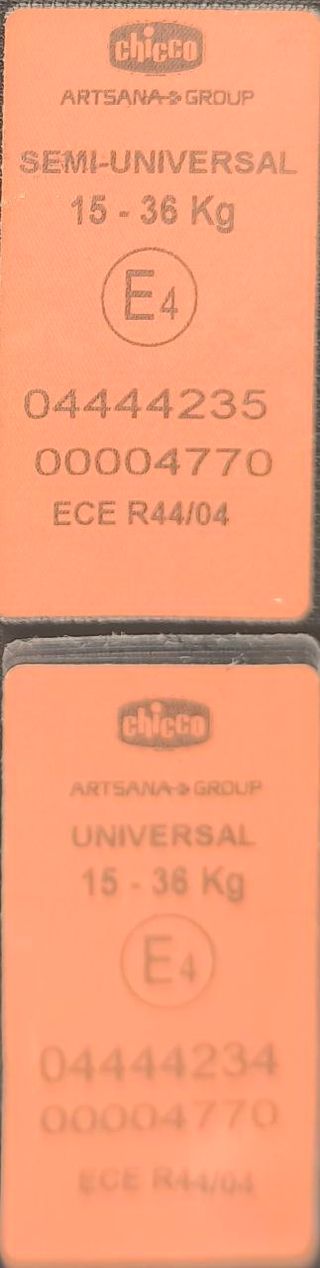 chicco
ARTSANA GROUP
SEMI-UNIVERSAL
15 - 36 Kg
E4
04444235
00004770
ECE R44/04
chicco
ARTSANA GROUP
UNIVERSAL
15 - 36 Kg
E4
04444234
00004770
ECE R44/04